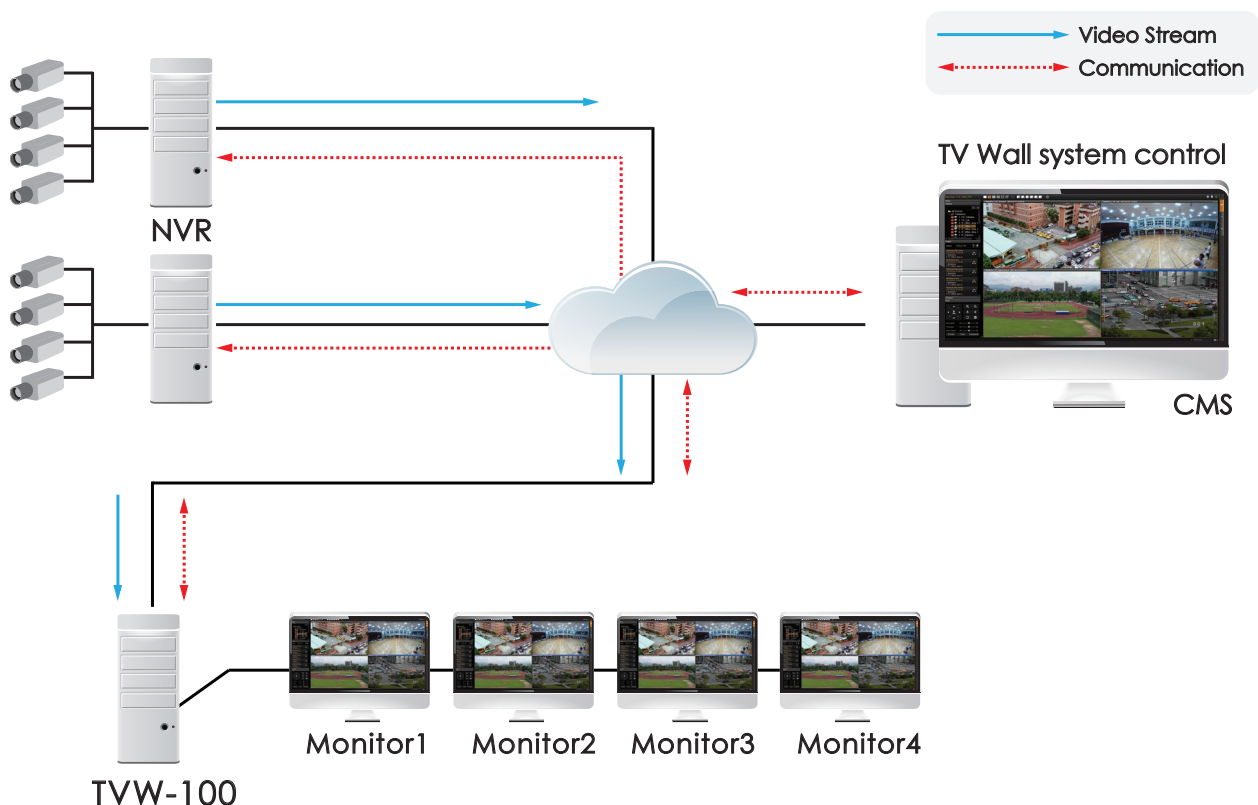 Video Stream
Communication
TV Wall system control
NVR
CMS
Monitor1
Monitor2
Monitor3
Monitor4
TVW-100